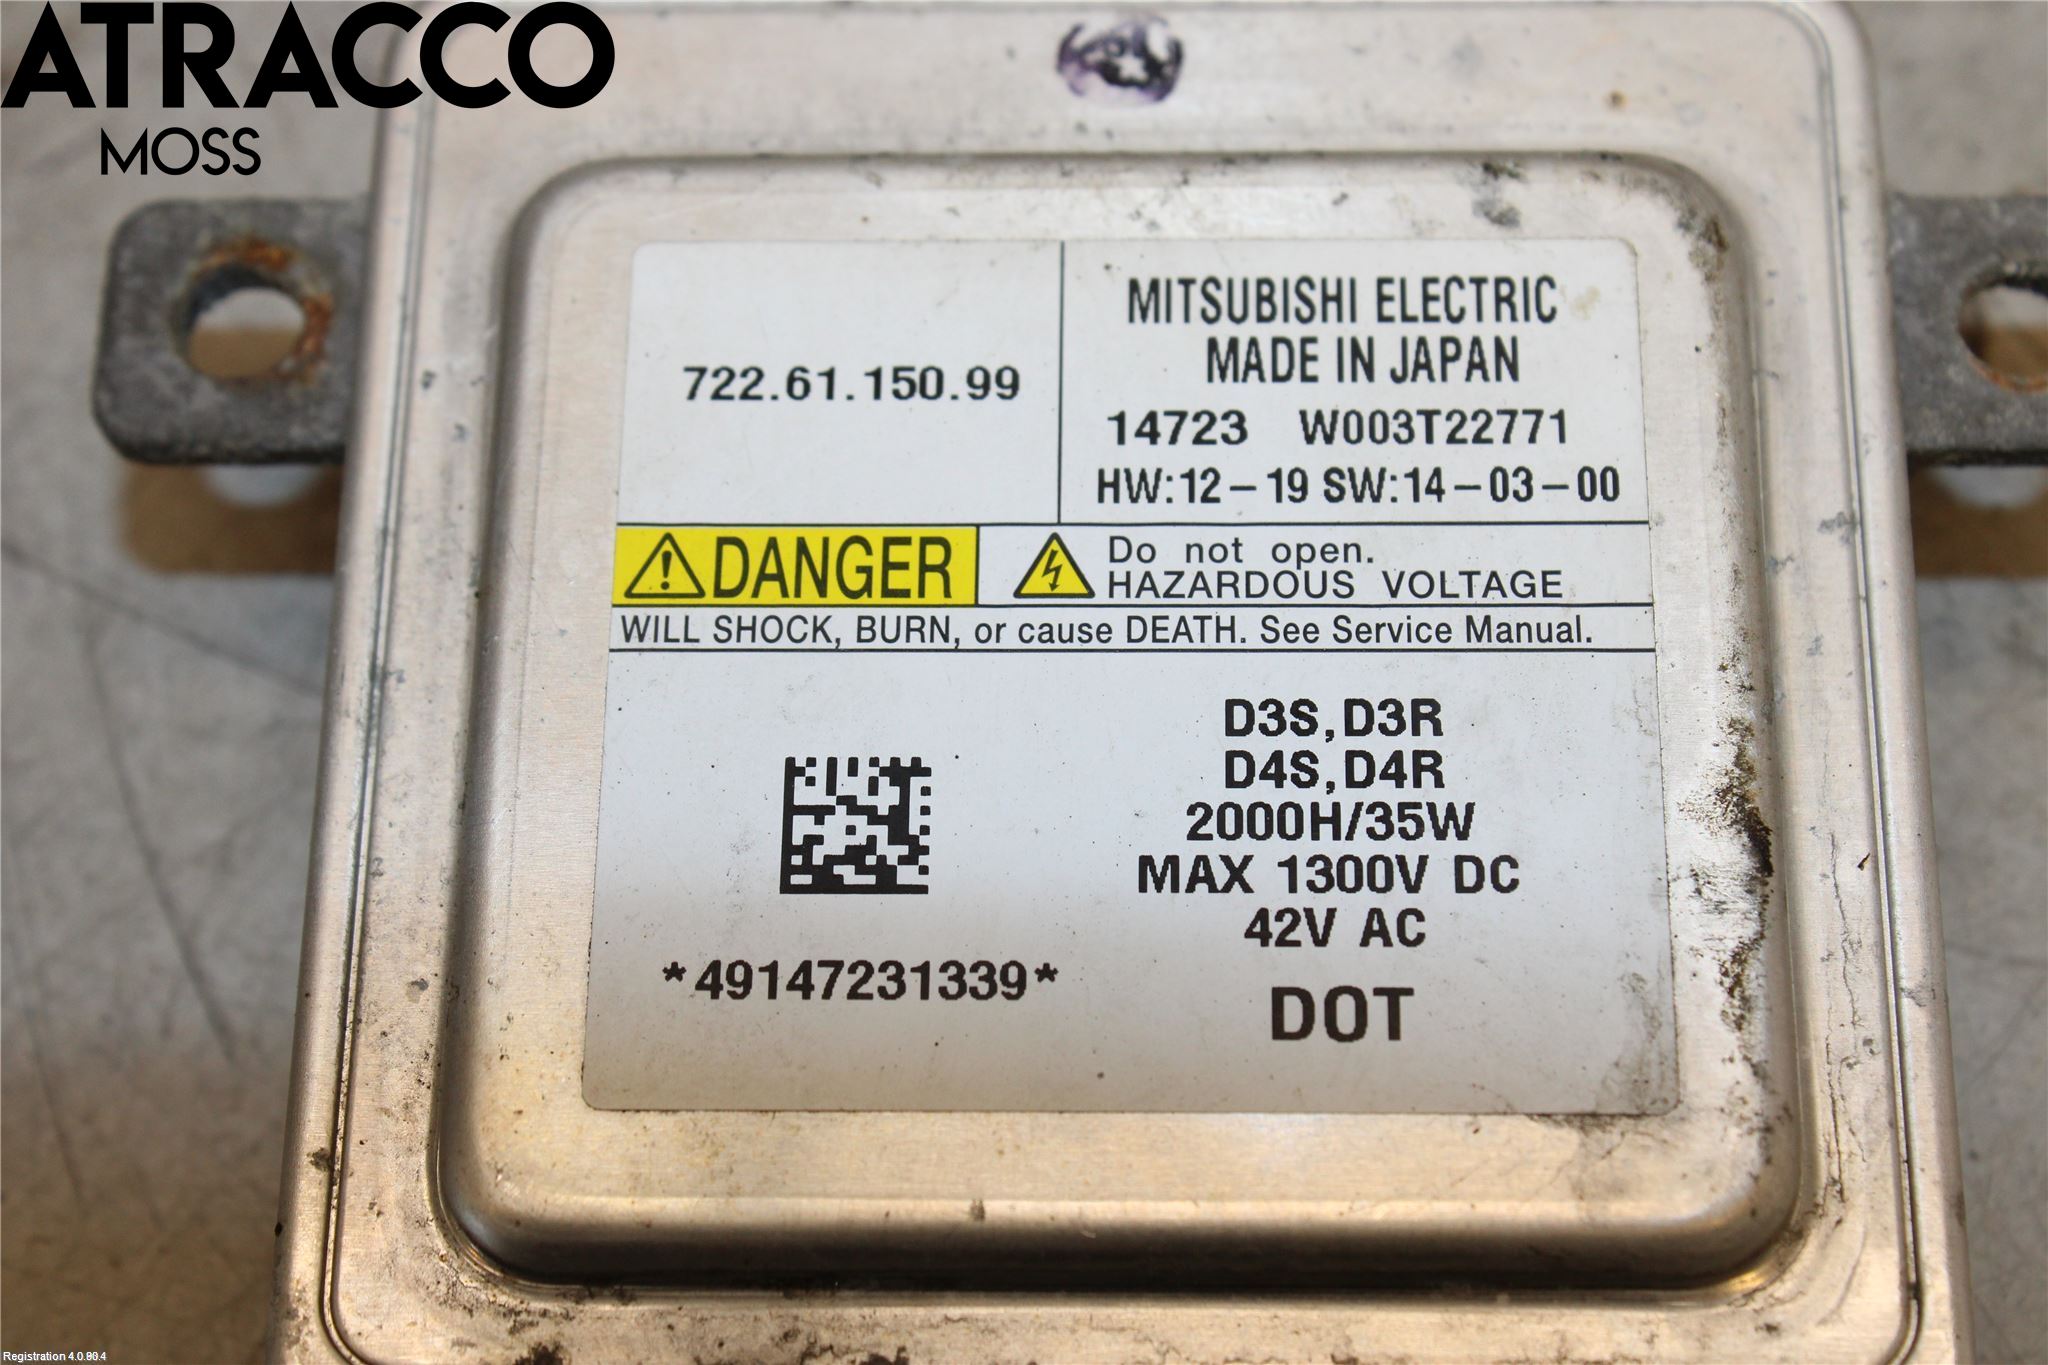 ATRACCO
MOSS
722.61.150.99
MITSUBISHI ELECTRIC
MADE IN JAPAN
14723 W003T22771
HW:12-19 SW:14-03-00
DANGER
Do not open.
HAZARDOUS VOLTAGE
WILL SHOCK, BURN, or cause DEATH. See Service Manual.
D3S,D3R
D4S,D4R
2000H/35W
MAX 1300V DC
42V AC
*49147231339*
DOT
Registration